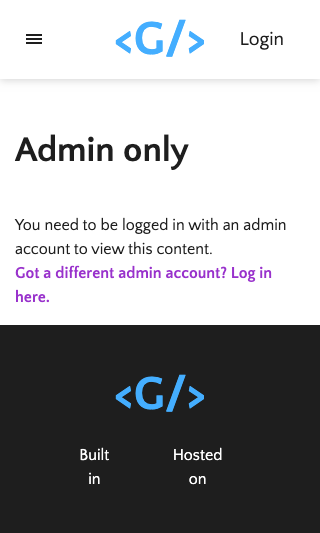 <G/>
Login
Admin only
You need to be logged in with an admin
account to view this content.
Got a different admin account? Log in
here.
<G/>
Built
in
Hosted
on